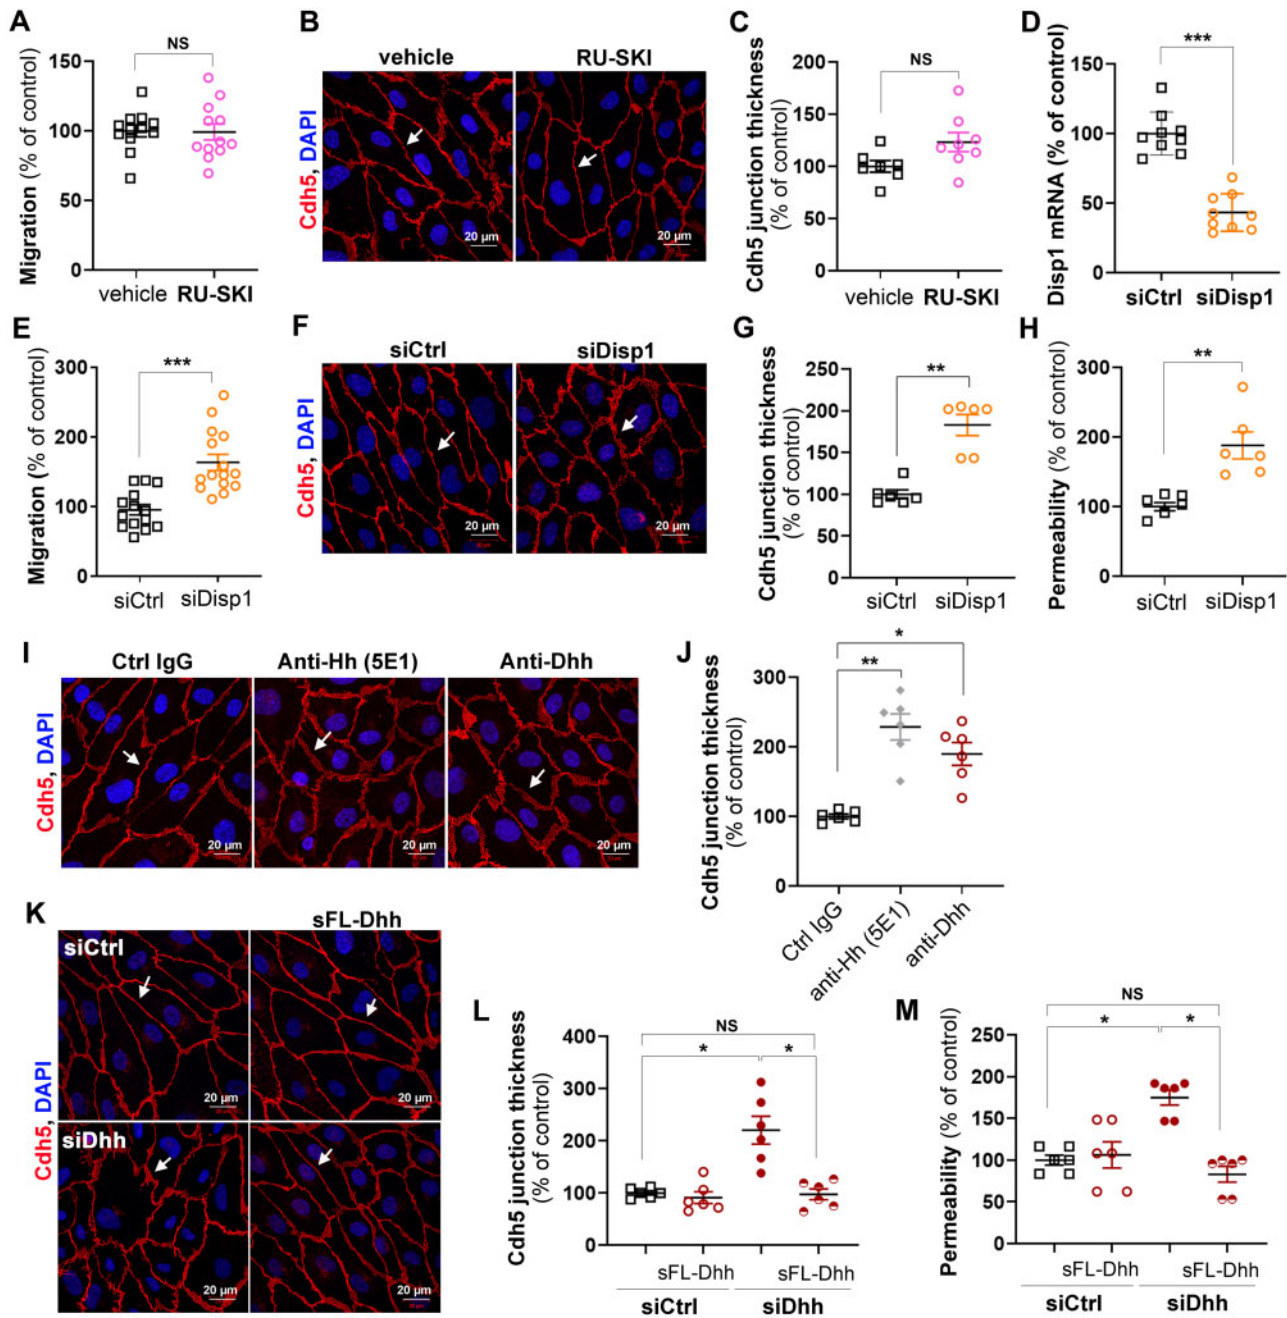 A
Migration (% of control)
150
100
50
0
NS
vehicle
RU-SKI
B
vehicle
RU-SKI
Cdh5, DAPI
20 µm
20 µm
C
Cdh5 junction thickness
(% of control)
200
150
100
50
0
NS
vehicle
RU-SKI
D
Disp1 mRNA (% of control)
150
100
50
0
***
siCtrl
siDisp1
E
Migration (% of control)
300
200
100
0
***
siCtrl
siDisp1
F
siCtrl
siDisp1
Cdh5, DAPI
20 µm
20 µm
G
Cdh5 junction thickness
(% of control)
250
200
150
100
50
0
**
siCtrl
siDisp1
H
Permeability (% of control)
300
200
100
0
**
siCtrl
siDisp1
I
Ctrl IgG
Anti-Hh (5E1)
Anti-Dhh
Cdh5, DAPI
20 µm
20 µm
20 µm
J
Cdh5 junction thickness
(% of control)
300
200
100
0
*
**
Ctrl IgG
anti-Hh (5E1)
anti-Dhh
K
sFL-Dhh
siCtrl
siDhh
Cdh5, DAPI
20 µm
20 µm
20 µm
20 µm
L
Cdh5 junction thickness
(% of control)
400
300
200
100
0
NS
*
*
sFL-Dhh
sFL-Dhh
siCtrl
siDhh
M
Permeability (% of control)
250
200
150
100
50
0
NS
*
*
sFL-Dhh
sFL-Dhh
siCtrl
siDhh